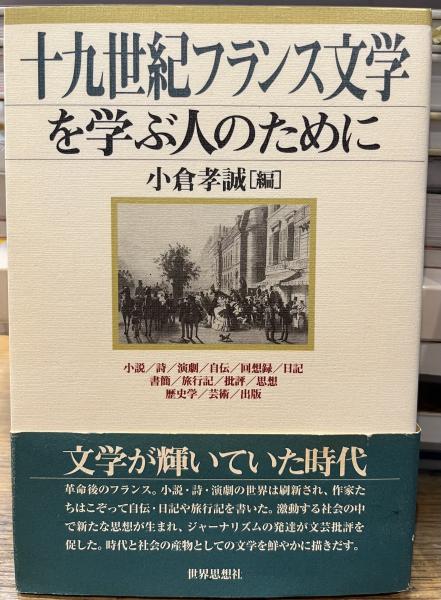 十九世紀フランス文学
を学ぶ人のために
小倉孝誠[編]
小説／詩／演劇／自伝／回想録／日記
書簡／旅行記／批評／思想
歴史学／芸術／出版
文学が輝いていた時代
革命後のフランス。小説・詩・演劇の世界は刷新され、作家た
ちはこぞって自伝・日記や旅行記を書いた。激動する社会の中
で新たな思想が生まれ、ジャーナリズムの発達が文芸批評を
促した。時代と社会の産物としての文学を鮮やかに描きだす。
世界思想社